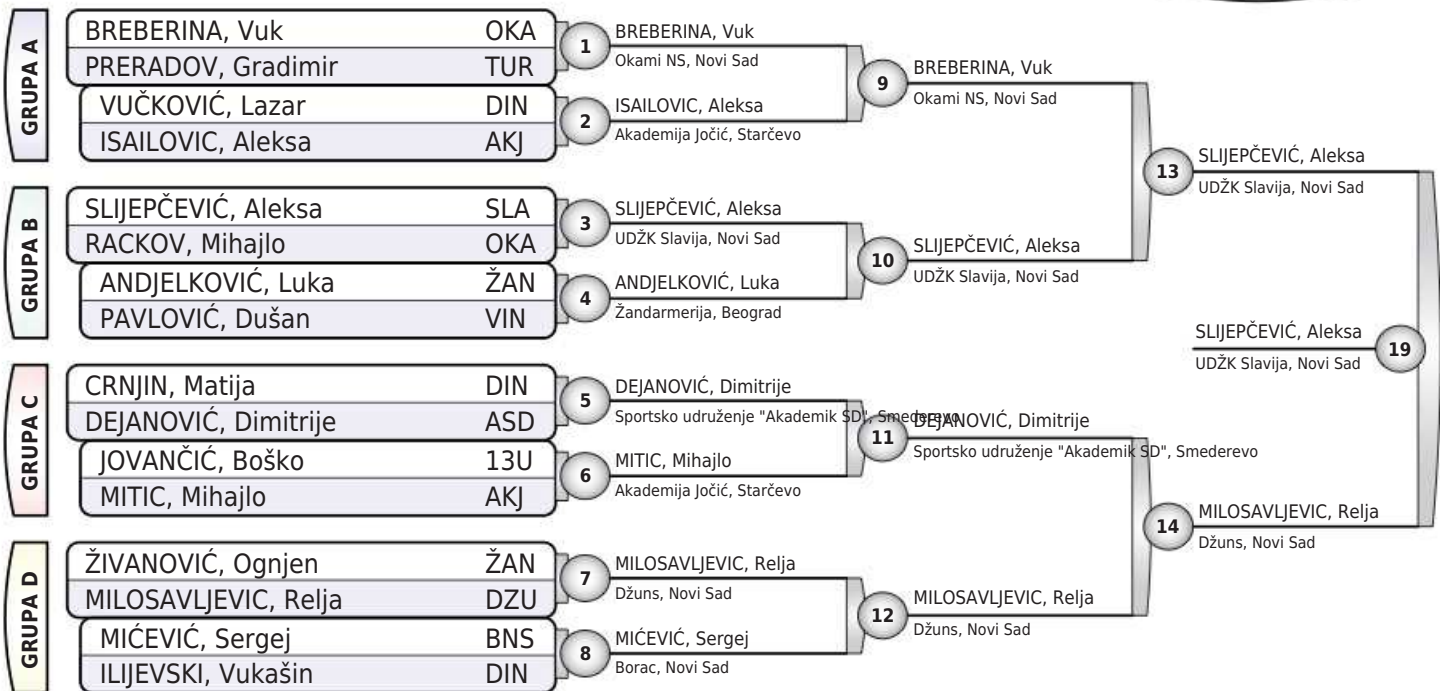 GRUPA A
BREBERINA, Vuk OKA
PRERADOV, Gradimir TUR
VUČKOVIĆ, Lazar DIN
ISAILOVIC, Aleksa AKJ
GRUPA B
SLIJEPČEVIĆ, Aleksa SLA
RACKOV, Mihajlo OKA
ANDJELKOVIĆ, Luka ŽAN
PAVLOVIĆ, Dušan VIN
GRUPA C
CRNJIN, Matija DIN
DEJANOVIĆ, Dimitrije ASD
JOVANČIĆ, Boško 13U
MITIC, Mihajlo AKJ
GRUPA D
ŽIVANOVIĆ, Ognjen ŽAN
MILOSAVLJEVIC, Relja DZU
MIĆEVIĆ, Sergej BNS
ILIJEVSKI, Vukašin DIN
1
BREBERINA, Vuk
Okami NS, Novi Sad
2
ISAILOVIC, Aleksa
Akademija Jočić, Starčevo
3
SLIJEPČEVIĆ, Aleksa
UDŽK Slavija, Novi Sad
4
ANDJELKOVIĆ, Luka
Žandarmerija, Beograd
5
DEJANOVIĆ, Dimitrije
Sportsko udruženje "Akademik SD", Smederevo
6
MITIC, Mihajlo
Akademija Jočić, Starčevo
7
MILOSAVLJEVIC, Relja
Džuns, Novi Sad
8
MIĆEVIĆ, Sergej
Borac, Novi Sad
9
BREBERINA, Vuk
Okami NS, Novi Sad
10
SLIJEPČEVIĆ, Aleksa
UDŽK Slavija, Novi Sad
11
DEJANOVIĆ, Dimitrije
Sportsko udruženje "Akademik SD", Smederevo
12
MILOSAVLJEVIC, Relja
Džuns, Novi Sad
13
SLIJEPČEVIĆ, Aleksa
UDŽK Slavija, Novi Sad
14
MILOSAVLJEVIC, Relja
Džuns, Novi Sad
SLIJEPČEVIĆ, Aleksa
UDŽK Slavija, Novi Sad
19